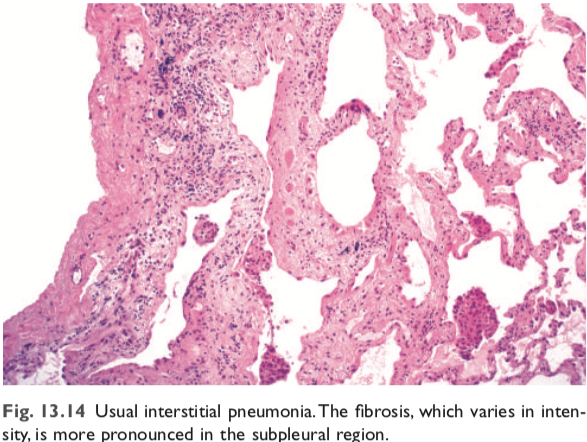 Fig. 13.14 Usual interstitial pneumonia. The fibrosis, which varies in inten-
sity, is more pronounced in the subpleural region.